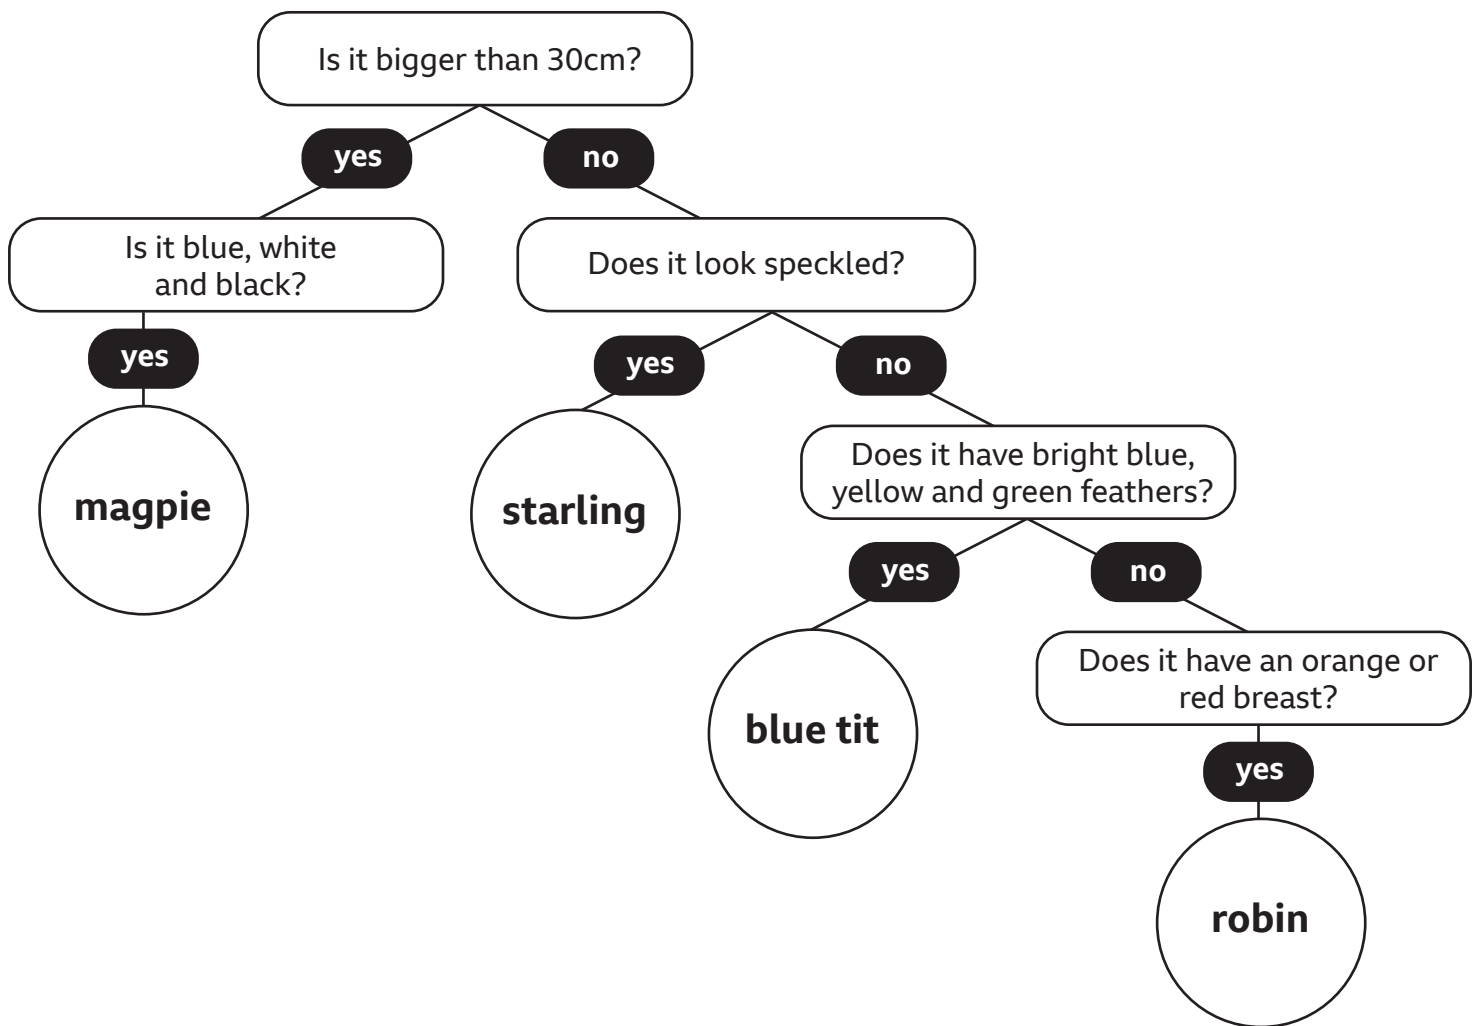 Is it bigger than 30cm?
yes
no
Is it blue, white
and black?
Does it look speckled?
yes
yes
no
magpie
starling
Does it have bright blue,
yellow and green feathers?
yes
no
blue tit
Does it have an orange or
red breast?
yes
robin